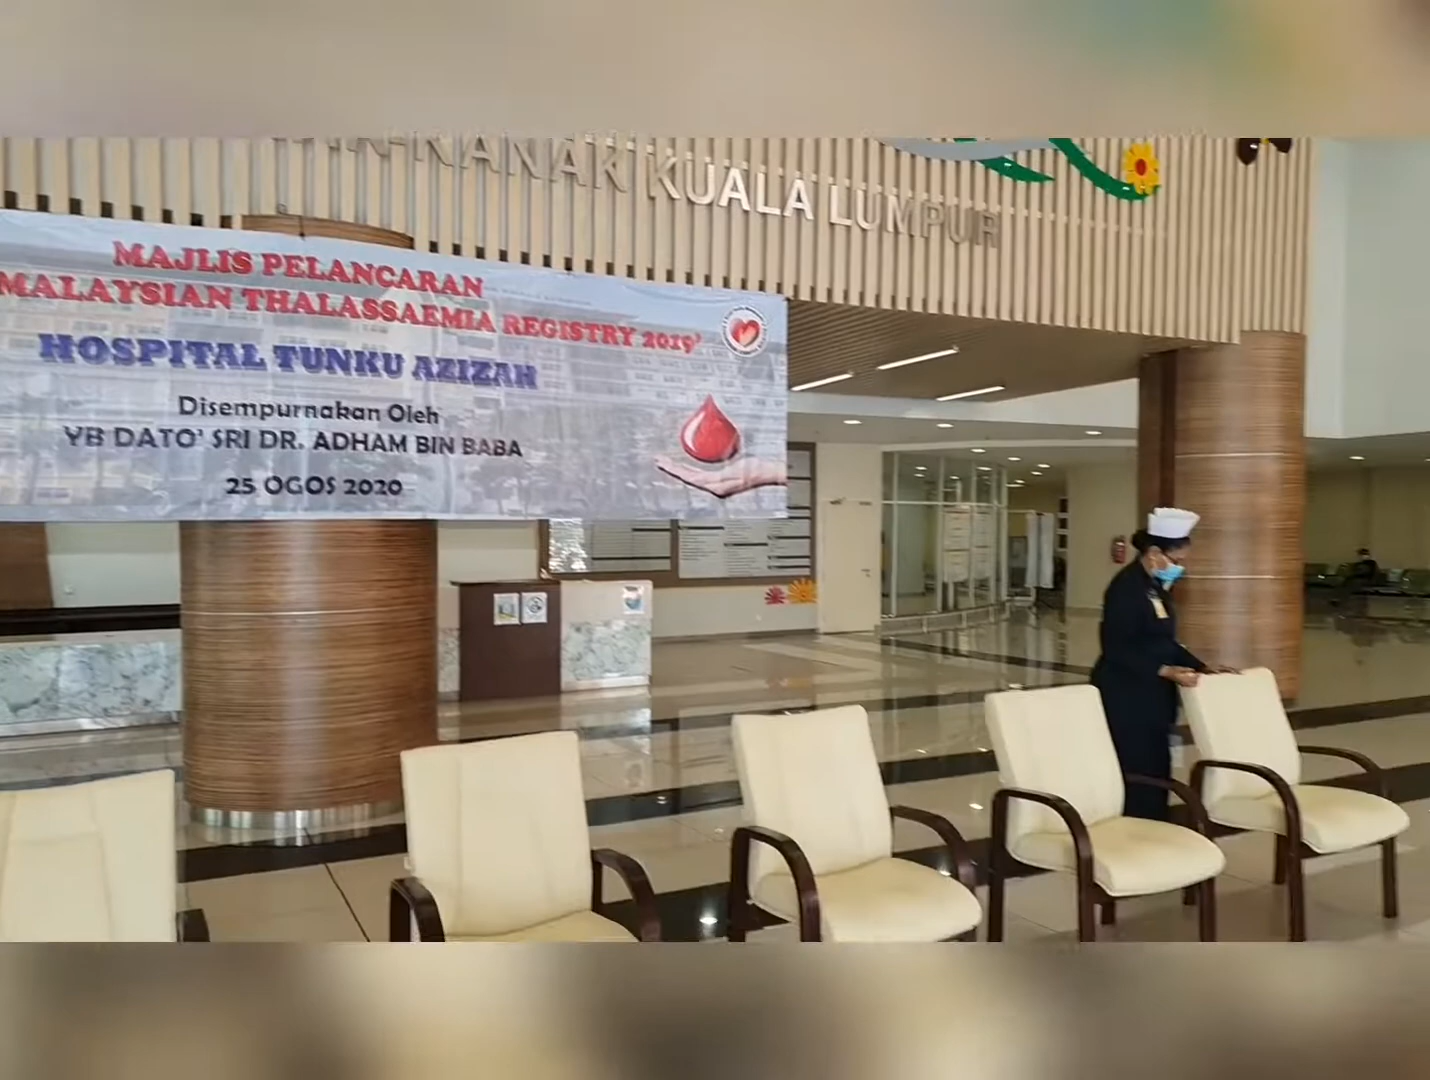 KANAK KUALA LUMPUR
MAJLIS PELANCARAN
MALAYSIAN THALASSAEMIA REGISTRY 2019'
HOSPITAL TUNKU AZIZAH
Disempurnakan Oleh
YB DATO' SRI DR. ADHAM BIN BABA
25 OGOS 2020